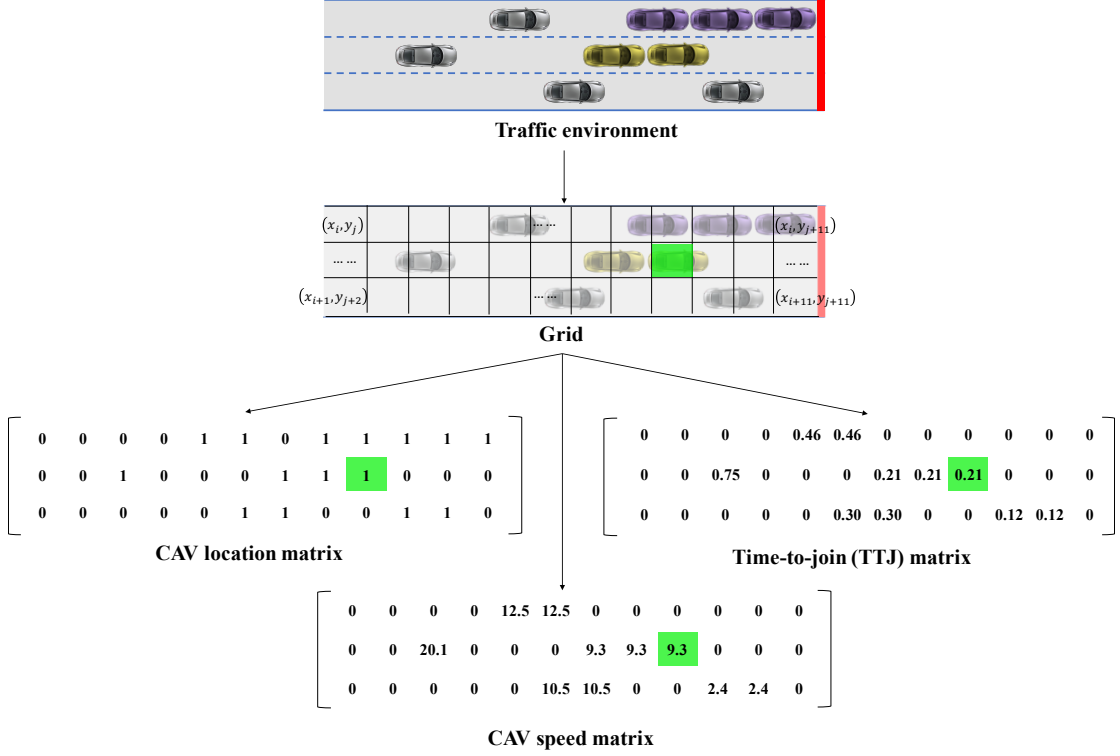 Traffic environment
(x_i, y_j) ... ... (x_i, y_{j+11})
... ... ... ...
(x_{i+1}, y_{j+2}) ... ... (x_{i+11}, y_{j+11})
Grid
0 0 0 0 1 1 0 1 1 1 1 1
0 0 1 0 0 0 1 1 1 0 0 0
0 0 0 0 0 1 1 0 0 1 1 0
CAV location matrix
0 0 0 0 0.46 0.46 0 0 0 0 0 0
0 0 0.75 0 0 0 0.21 0.21 0.21 0 0 0
0 0 0 0 0 0.30 0.30 0 0 0.12 0.12 0
Time-to-join (TTJ) matrix
0 0 0 0 12.5 12.5 0 0 0 0 0 0
0 0 20.1 0 0 0 9.3 9.3 9.3 0 0 0
0 0 0 0 0 10.5 10.5 0 0 2.4 2.4 0
CAV speed matrix